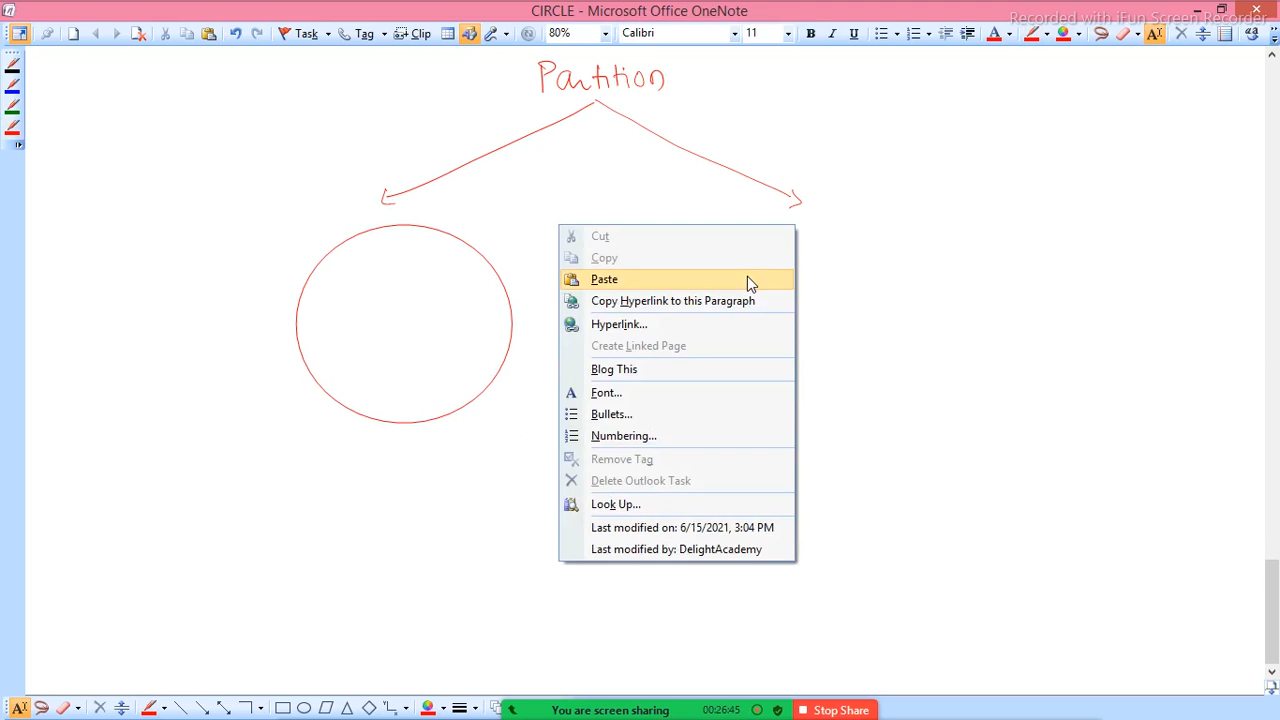 CIRCLE - Microsoft Office OneNote
Recorded with iFun Screen Recorder
Task Tag Clip 80% Calibri 11 B I U
Partition
Cut
Copy
Paste
Copy Hyperlink to this Paragraph
Hyperlink...
Create Linked Page
Blog This
Font...
Bullets...
Numbering...
Remove Tag
Delete Outlook Task
Look Up...
Last modified on: 6/15/2021, 3:04 PM
Last modified by: DelightAcademy
You are screen sharing 00:26:45 Stop Share